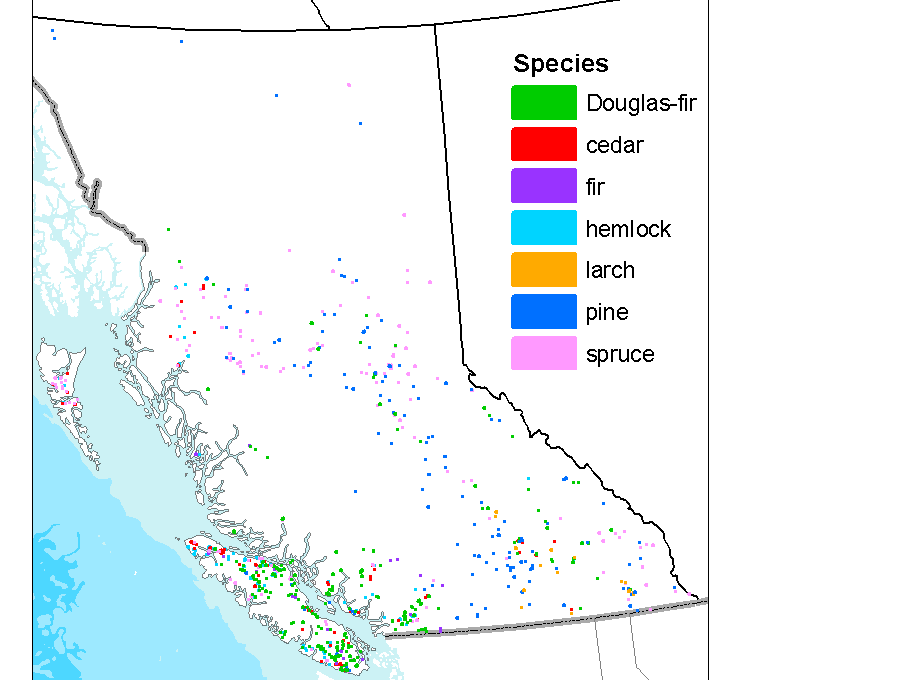 Species
Douglas-fir
cedar
fir
hemlock
larch
pine
spruce